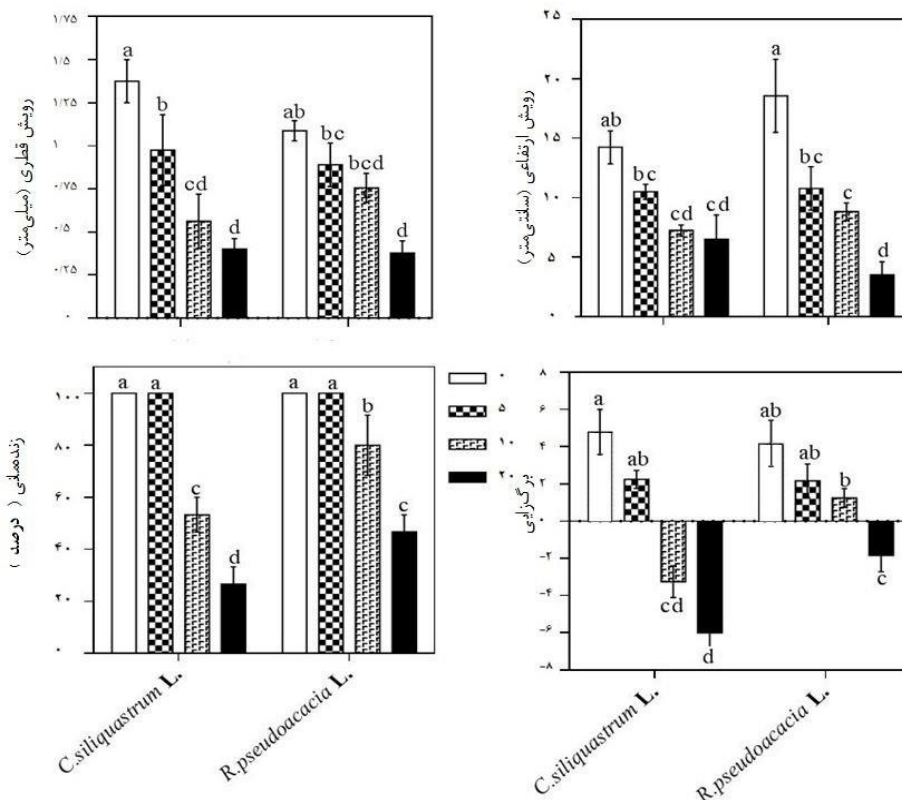 رویش قطری (میلی‌متر)
۱/۷۵
۱/۵
۱/۲۵
۱
۰/۷۵
۰/۵
۰/۲۵
۰
a
b
cd
d
ab
bc
bcd
d
رویش ارتفاعی (سانتی‌متر)
۲۵
۲۰
۱۵
۱۰
۵
۰
ab
bc
cd
cd
a
bc
c
d
زنده‌مانی ( درصد )
۱۰۰
۸۰
۶۰
۴۰
۲۰
۰
a
a
c
d
a
a
b
c
C.siliquastrum L.
R.pseudoacacia L.
۰
۵
۱۰
۲۰
برگ‌زایی
۸
۶
۴
۲
۰
-۲
-۴
-۶
-۸
a
ab
cd
d
ab
ab
b
c
C.siliquastrum L.
R.pseudoacacia L.